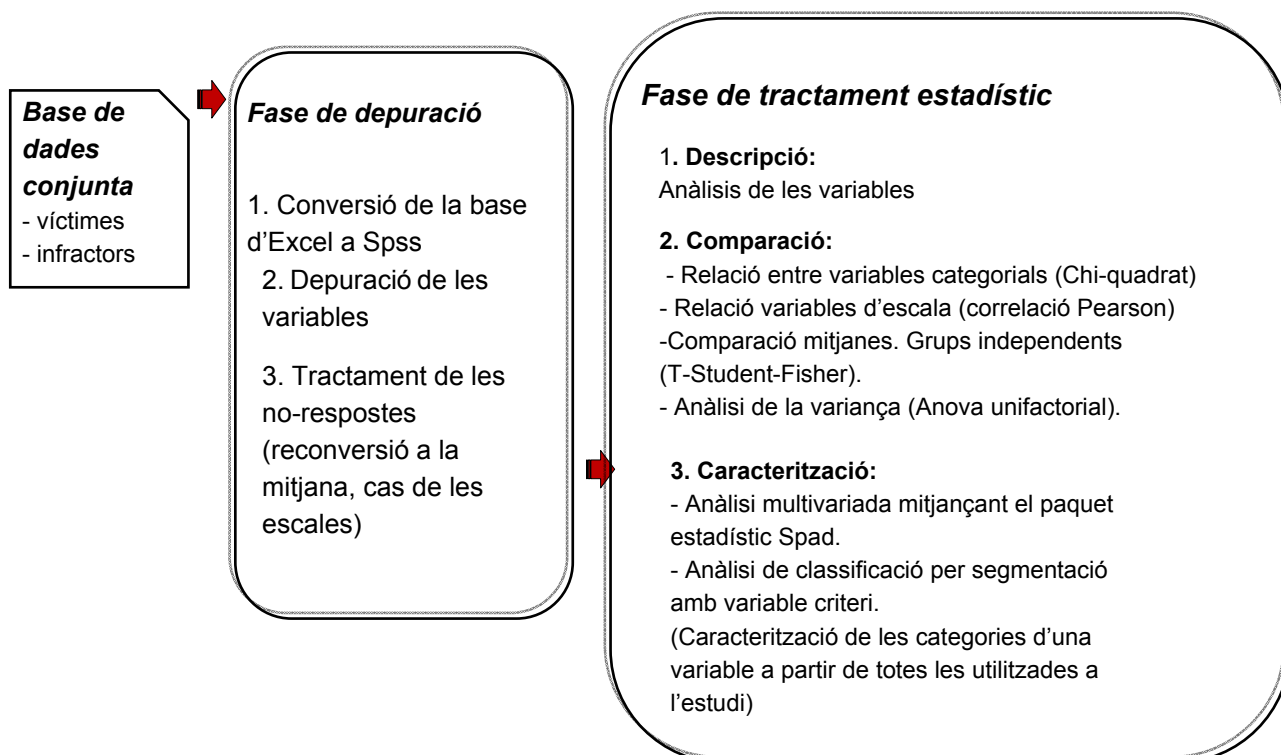 Base de
dades
conjunta
- víctimes
- infractors
Fase de depuració
1. Conversió de la base
d’Excel a Spss
2. Depuració de les
variables
3. Tractament de les
no-respostes
(reconversió a la
mitjana, cas de les
escales)
Fase de tractament estadístic
1. Descripció:
Anàlisis de les variables
2. Comparació:
- Relació entre variables categorials (Chi-quadrat)
- Relació variables d’escala (correlació Pearson)
-Comparació mitjanes. Grups independents
(T-Student-Fisher).
- Anàlisi de la variança (Anova unifactorial).
3. Caracterització:
- Anàlisi multivariada mitjançant el paquet
estadístic Spad.
- Anàlisi de classificació per segmentació
amb variable criteri.
(Caracterització de les categories d’una
variable a partir de totes les utilitzades a
l’estudi)